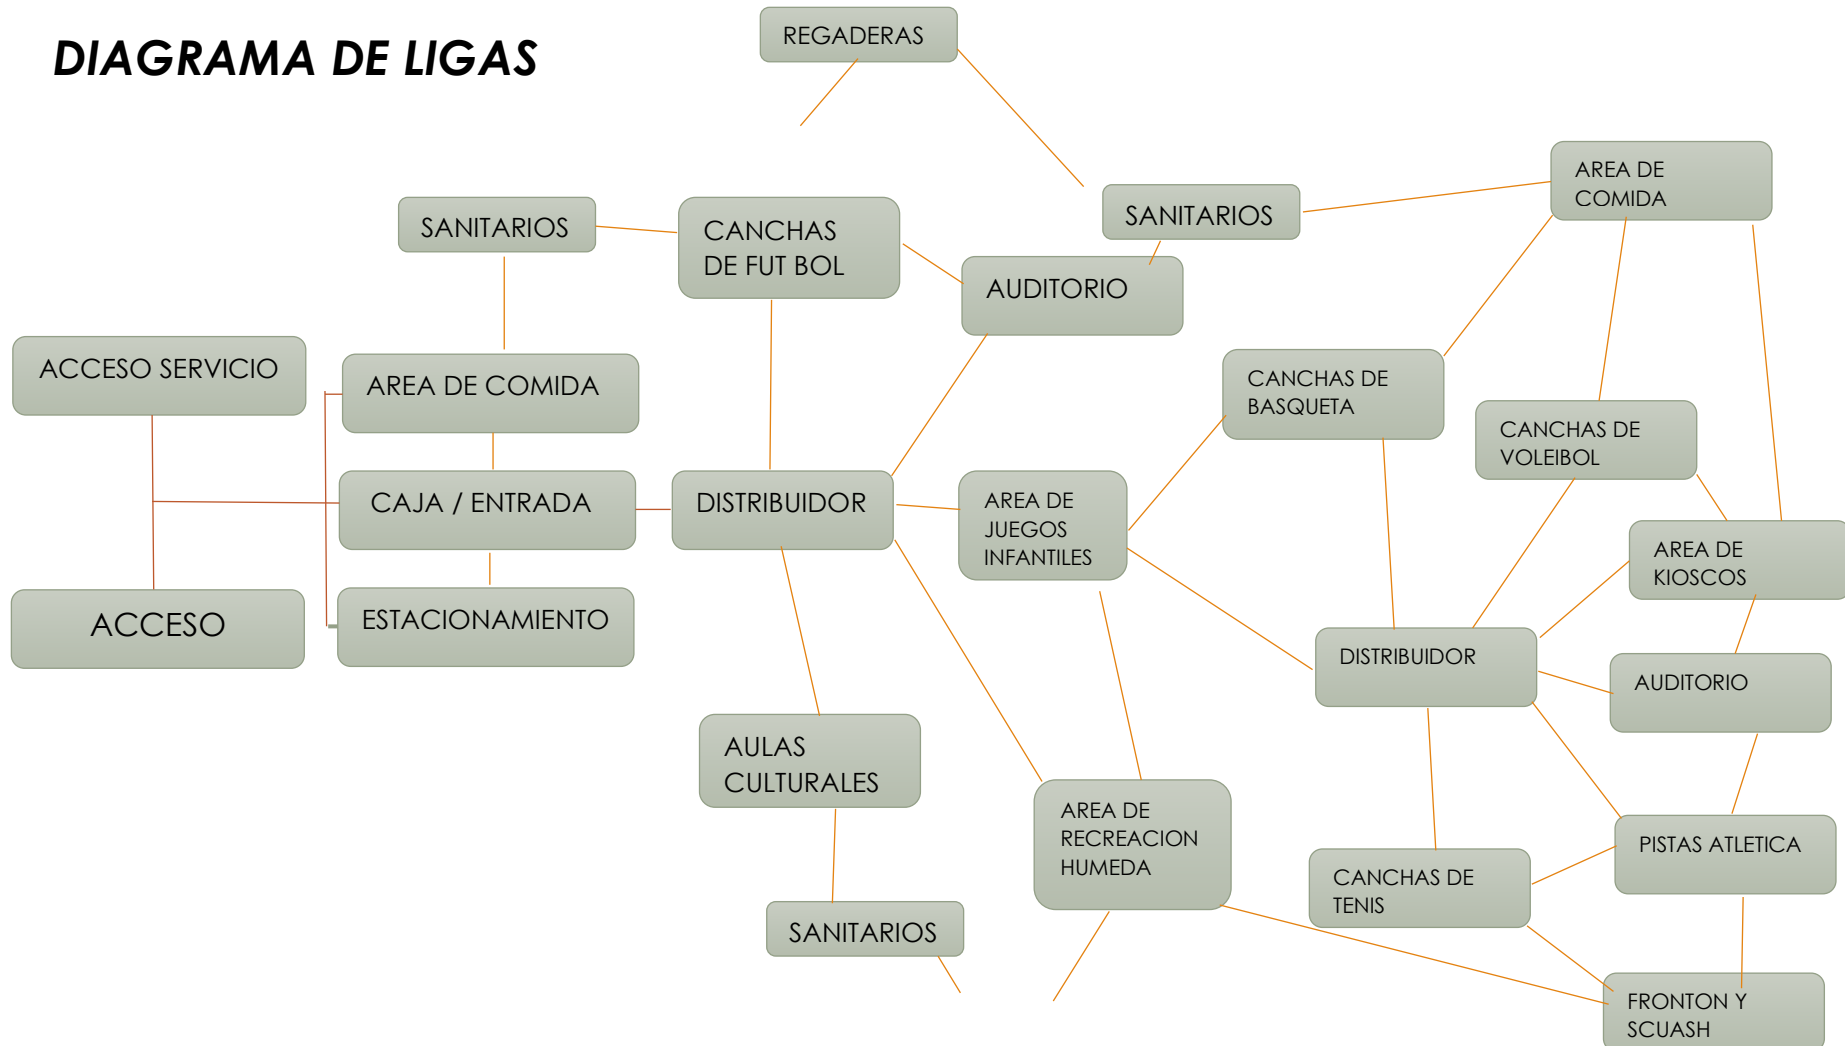 DIAGRAMA DE LIGAS
REGADERAS
SANITARIOS
CANCHAS
DE FUT BOL
SANITARIOS
AREA DE
COMIDA
AUDITORIO
ACCESO SERVICIO
AREA DE COMIDA
CANCHAS DE
BASQUETA
CANCHAS DE
VOLEIBOL
CAJA / ENTRADA
DISTRIBUIDOR
AREA DE
JUEGOS
INFANTILES
AREA DE
KIOSCOS
ACCESO
ESTACIONAMIENTO
DISTRIBUIDOR
AUDITORIO
AULAS
CULTURALES
AREA DE
RECREACION
HUMEDA
PISTAS ATLETICA
CANCHAS DE
TENIS
SANITARIOS
FRONTON Y
SCUASH